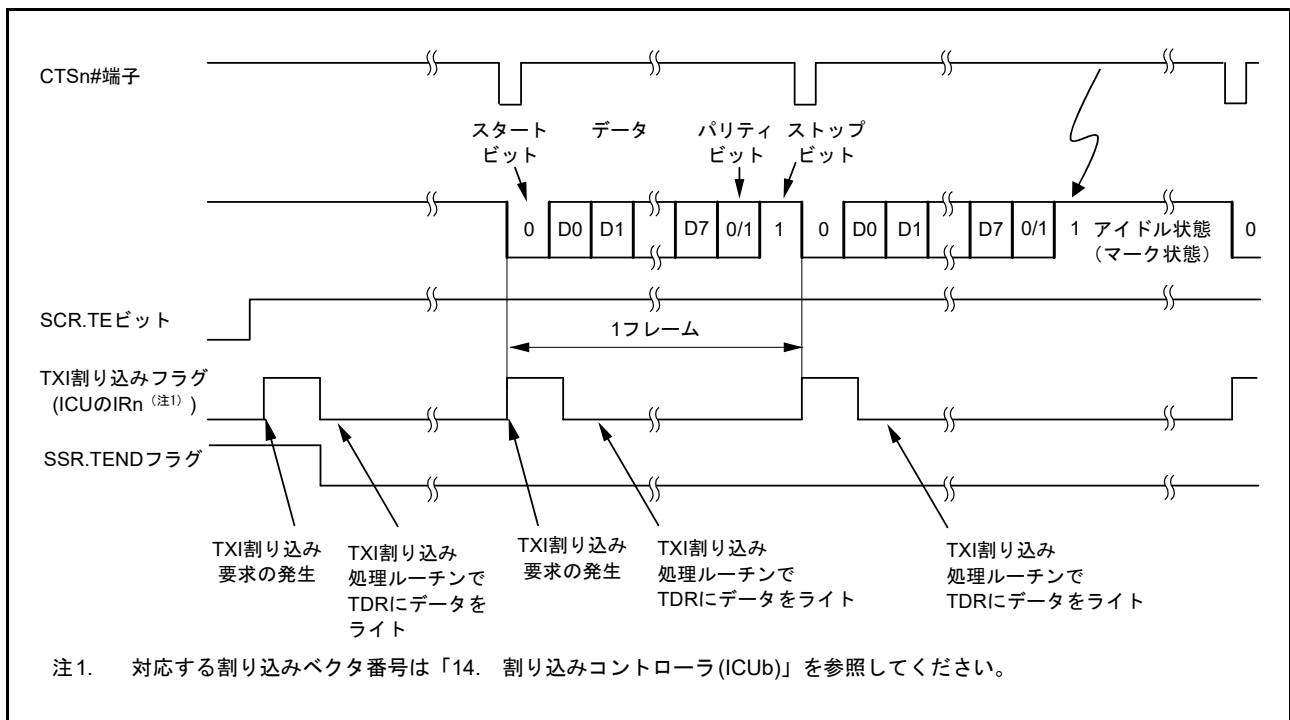 CTSn#端子
スタート
ビット
データ
パリティ
ビット
ストップ
ビット
0 D0 D1 D7 0/1 1 0 D0 D1 D7 0/1 1 アイドル状態
（マーク状態）
0
SCR.TEビット
1フレーム
TXI割り込みフラグ
(ICUのIRn（注1）)
SSR.TENDフラグ
TXI割り込み
要求の発生
TXI割り込み
処理ルーチンで
TDRにデータを
ライト
TXI割り込み
要求の発生
TXI割り込み
処理ルーチンで
TDRにデータをライト
TXI割り込み
処理ルーチンで
TDRにデータをライト
注1. 対応する割り込みベクタ番号は「14. 割り込みコントローラ(ICUb)」を参照してください。